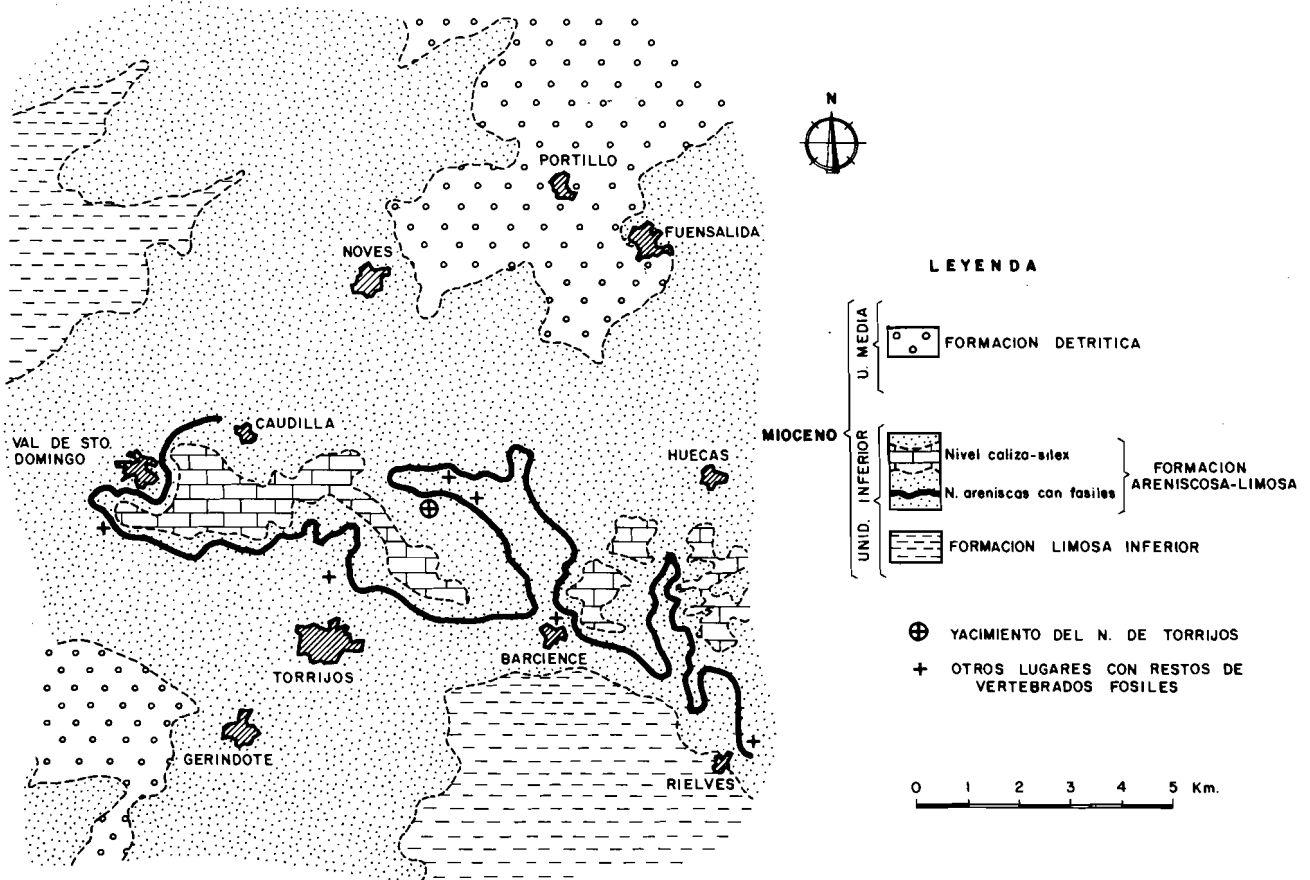 PORTILLO
FUENSALIDA
NOVES
CAUDILLA
VAL DE STO.
DOMINGO
HUECAS
TORRIJOS
BARCIENCE
GERINDOTE
RIELVES
N
LEYENDA
MIOCENO
U. MEDIA
FORMACION DETRITICA
UNID. INFERIOR
Nivel caliza-silex
N. areniscas con fosiles
FORMACION
ARENISCOSA-LIMOSA
FORMACION LIMOSA INFERIOR
YACIMIENTO DEL N. DE TORRIJOS
OTROS LUGARES CON RESTOS DE
VERTEBRADOS FOSILES
0 1 2 3 4 5 Km.